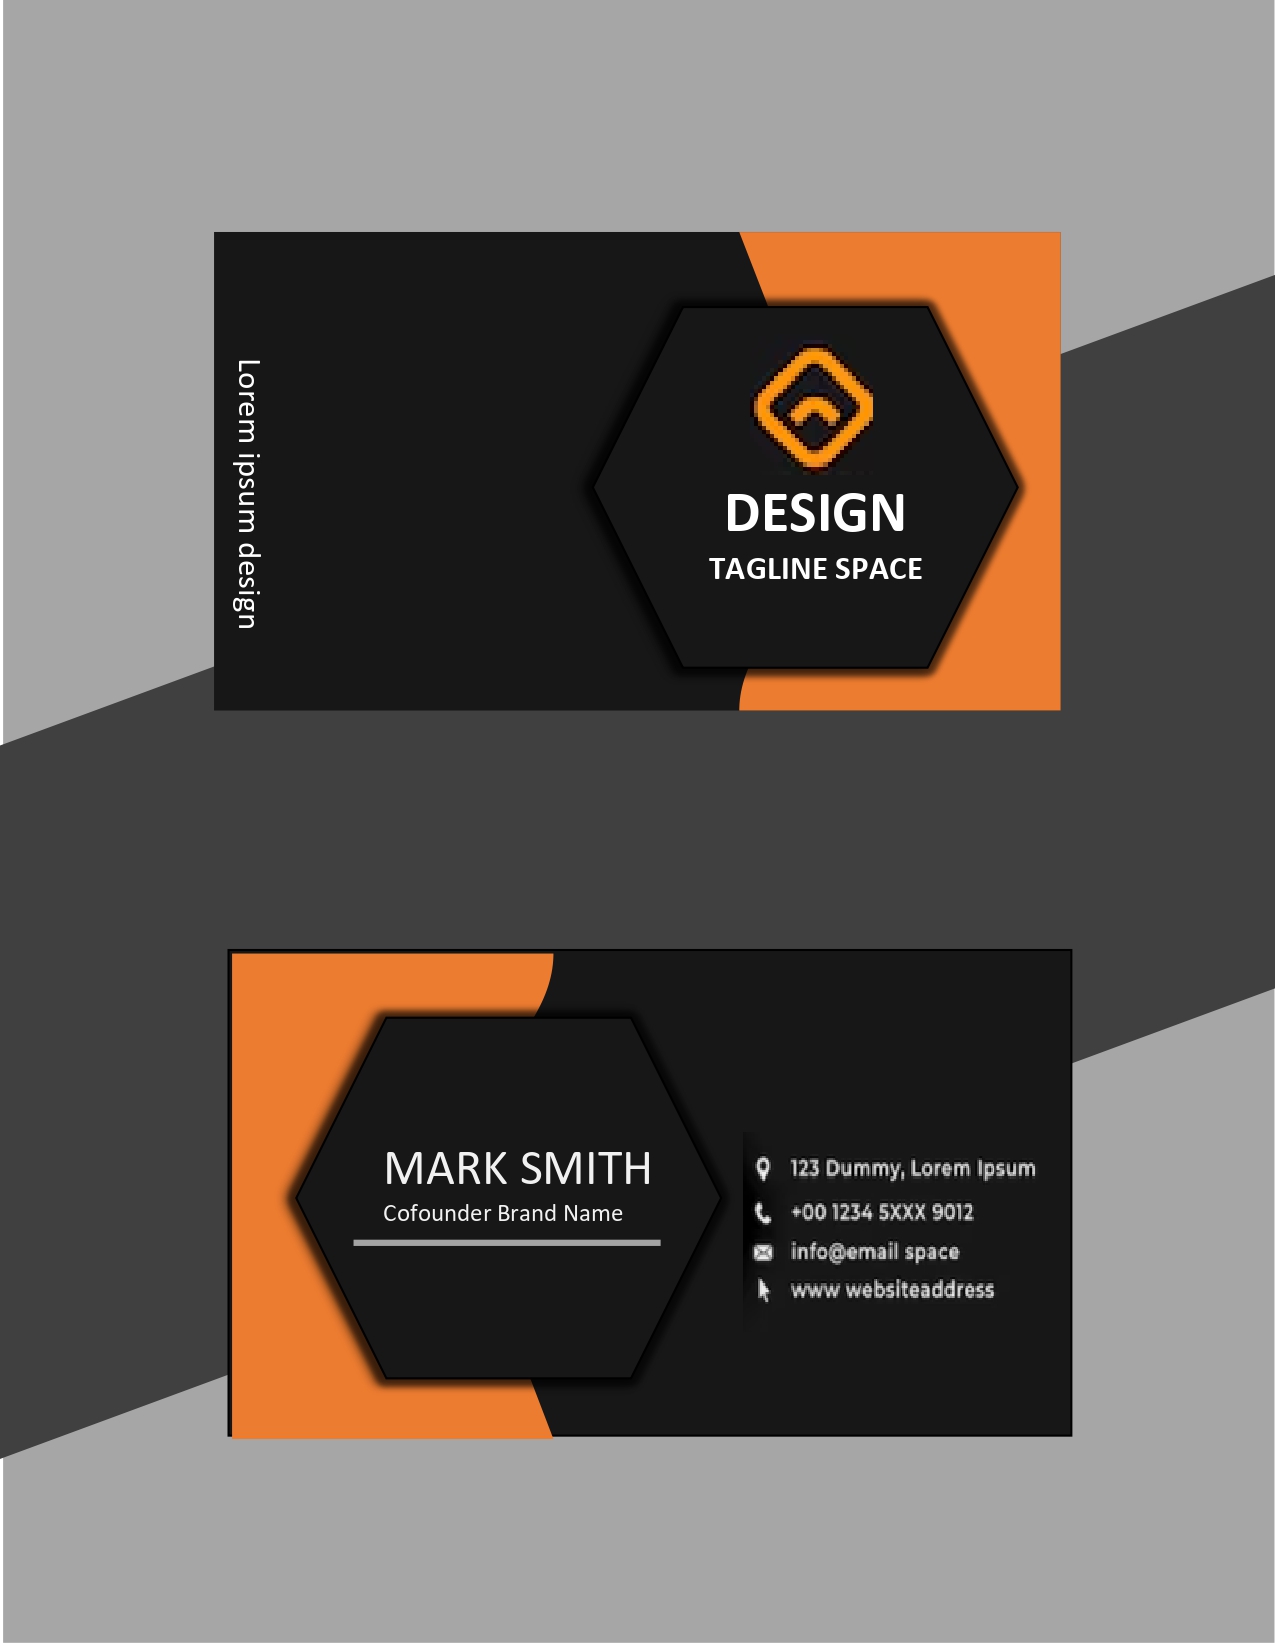 Lorem ipsum design
DESIGN
TAGLINE SPACE
MARK SMITH
Cofounder Brand Name
123 Dummy, Lorem Ipsum
+00 1234 5XXX 9012
info@email space
www websiteaddress